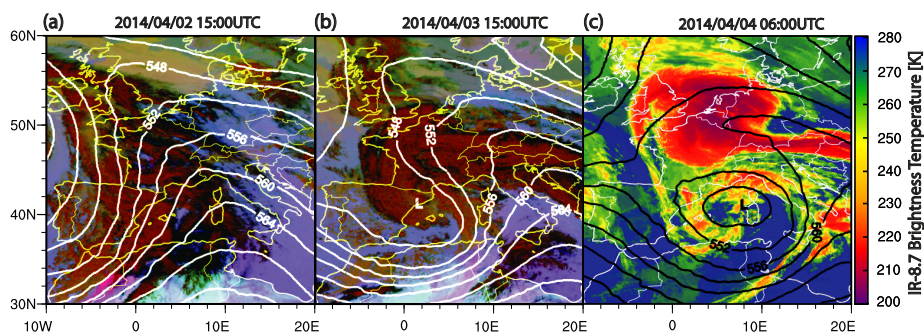 (a) 2014/04/02 15:00UTC
(b) 2014/04/03 15:00UTC
(c) 2014/04/04 06:00UTC
60N
50N
40N
30N
548
552
556
560
564
548
552
556
560
564
L
552
556
560
L
10W 0 10E 20E
0 10E 20E
0 10E 20E
280
270
260
250
240
230
220
210
200
IR-8.7 Brightness Temperature [K]